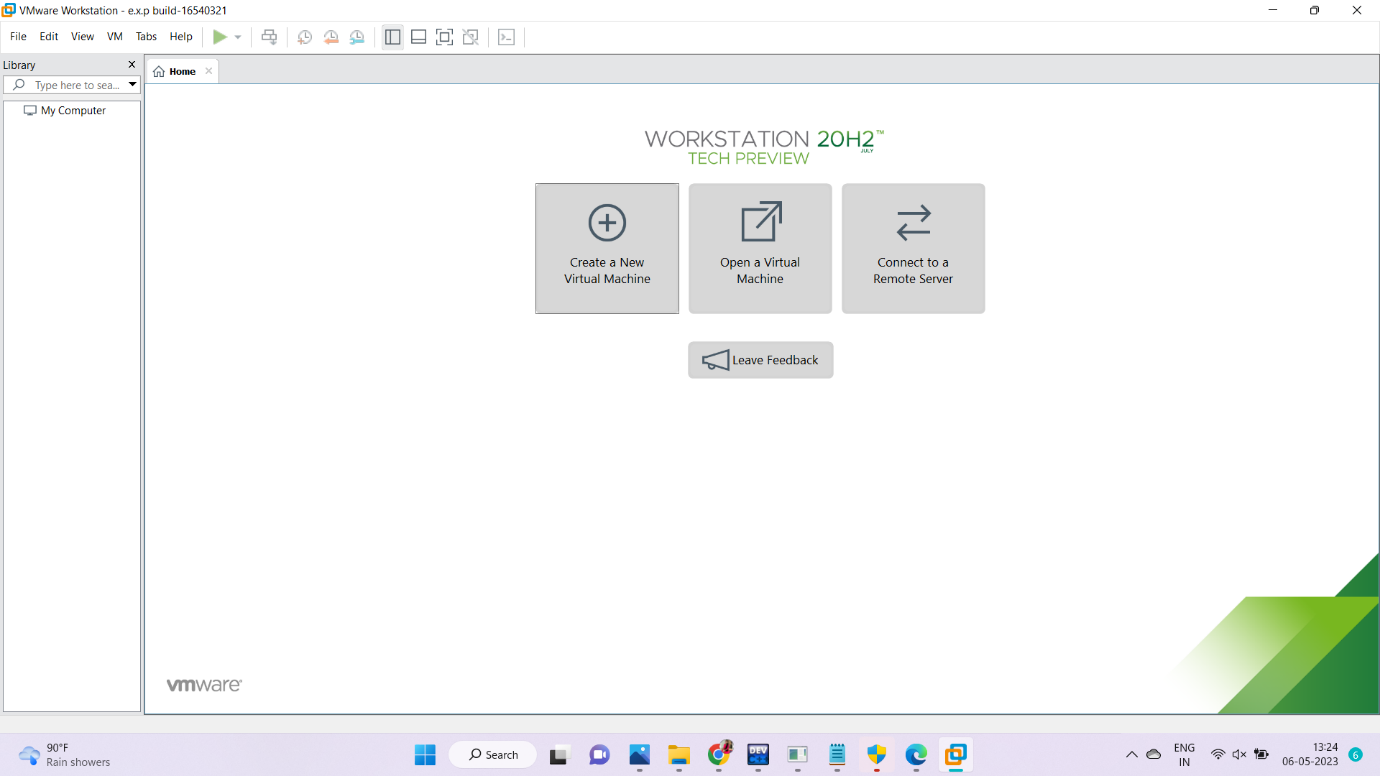 VMware Workstation - e.x.p build-16540321
File Edit View VM Tabs Help
Library
Home
Type here to sea...
My Computer
WORKSTATION 20H2™
JULY
TECH PREVIEW
Create a New
Virtual Machine
Open a Virtual
Machine
Connect to a
Remote Server
Leave Feedback
vmware®
90°F
Rain showers
Search
DEV
ENG
IN
13:24
06-05-2023
6